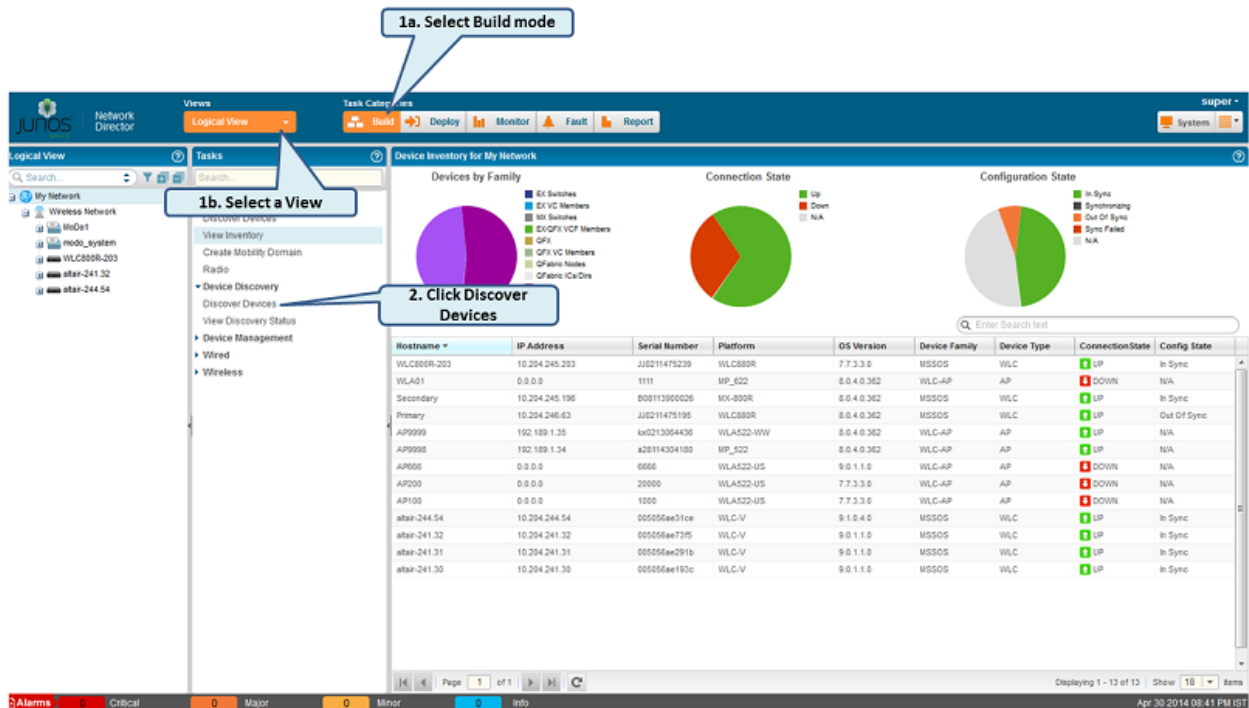 1a. Select Build mode
Views
Task Categories
super
JUNOS
SPACE
Network
Director
Logical View
Build
Deploy
Monitor
Fault
Report
System
Logical View
Tasks
Device Inventory for My Network
Search...
Search...
My Network
Wireless Network
MoDo1
modo_system
WLC800R-203
altair-241.32
altair-244.54
1b. Select a View
Discover Devices
View Inventory
Create Mobility Domain
Radio
Device Discovery
Discover Devices
View Discovery Status
Device Management
Wired
Wireless
2. Click Discover
Devices
Devices by Family
EX Switches
EX VC Members
MX Switches
EX/QFX VCF Members
QFX
QFX VC Members
QFabric Nodes
QFabric ICs/Dirs
Connection State
Up
Down
N/A
Configuration State
In Sync
Synchronizing
Out Of Sync
Sync Failed
N/A
Enter Search text
Hostname IP Address Serial Number Platform OS Version Device Family Device Type ConnectionState Config State
WLC800R-203 10.204.245.203 JJ0211475239 WLC880R 7.7.3.3.0 MSSOS WLC UP In Sync
WLA01 0.0.0.0 1111 MP_622 8.0.4.0.362 WLC-AP AP DOWN N/A
Secondary 10.204.245.196 B08113900026 MX-800R 8.0.4.0.362 MSSOS WLC UP In Sync
Primary 10.204.246.63 JJ0211475195 WLC880R 8.0.4.0.362 MSSOS WLC UP Out Of Sync
AP9999 192.189.1.35 kx0213064436 WLA522-WW 8.0.4.0.362 WLC-AP AP UP N/A
AP9998 192.189.1.34 a28114304180 MP_522 8.0.4.0.362 WLC-AP AP UP N/A
AP666 0.0.0.0 6666 WLA522-US 9.0.1.1.0 WLC-AP AP DOWN N/A
AP200 0.0.0.0 20000 WLA522-US 7.7.3.3.0 WLC-AP AP DOWN N/A
AP100 0.0.0.0 1000 WLA522-US 7.7.3.3.0 WLC-AP AP DOWN N/A
altair-244.54 10.204.244.54 005056ae31ce WLC-V 9.1.0.4.0 MSSOS WLC UP In Sync
altair-241.32 10.204.241.32 005056ae73f5 WLC-V 9.0.1.1.0 MSSOS WLC UP In Sync
altair-241.31 10.204.241.31 005056ae291b WLC-V 9.0.1.1.0 MSSOS WLC UP In Sync
altair-241.30 10.204.241.30 005056ae193c WLC-V 9.0.1.1.0 MSSOS WLC UP In Sync
Page 1 of 1
Displaying 1 - 13 of 13 Show 18 items
Alarms 0 Critical 0 Major 0 Minor 0 Info
Apr 30 2014 08:41 PM IST